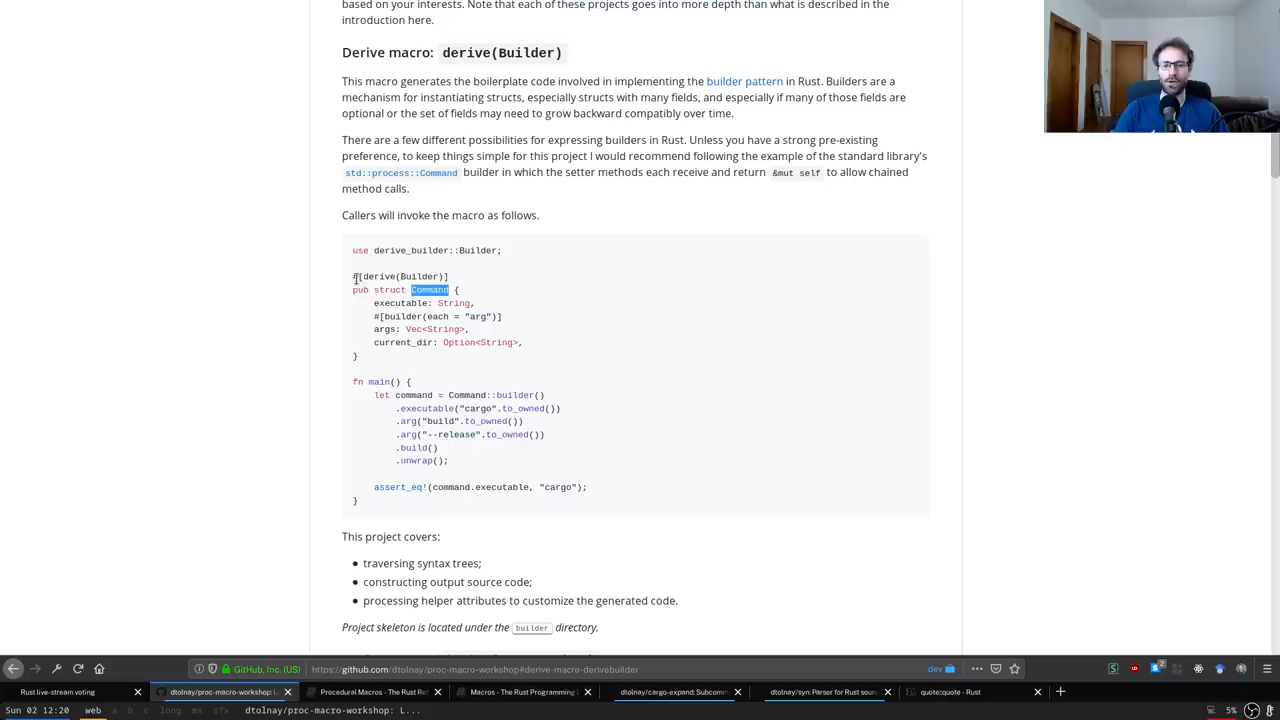 based on your interests. Note that each of these projects goes into more depth than what is described in the
introduction here.
Derive macro: derive(Builder)
This macro generates the boilerplate code involved in implementing the builder pattern in Rust. Builders are a
mechanism for instantiating structs, especially structs with many fields, and especially if many of those fields are
optional or the set of fields may need to grow backward compatibly over time.
There are a few different possibilities for expressing builders in Rust. Unless you have a strong pre-existing
preference, to keep things simple for this project I would recommend following the example of the standard library's
std::process::Command builder in which the setter methods each receive and return &mut self to allow chained
method calls.
Callers will invoke the macro as follows.
use derive_builder::Builder;
#[derive(Builder)]
pub struct Command {
executable: String,
#[builder(each = "arg")]
args: Vec<String>,
current_dir: Option<String>,
}
fn main() {
let command = Command::builder()
.executable("cargo".to_owned())
.arg("build".to_owned())
.arg("--release".to_owned())
.build()
.unwrap();
assert_eq!(command.executable, "cargo");
}
This project covers:
• traversing syntax trees;
• constructing output source code;
• processing helper attributes to customize the generated code.
Project skeleton is located under the builder directory.
GitHub, Inc. (US) https://github.com/dtolnay/proc-macro-workshop#derive-macro-derivebuilder dev
Rust live-stream voting dtolnay/proc-macro-workshop: L Procedural Macros - The Rust Re Macros - The Rust Programming L dtolnay/cargo-expand: Subcomm dtolnay/syn: Parser for Rust sour quote::quote - Rust
Sun 02 12:20 web a b c long mx sfx dtolnay/proc-macro-workshop: L... 5%